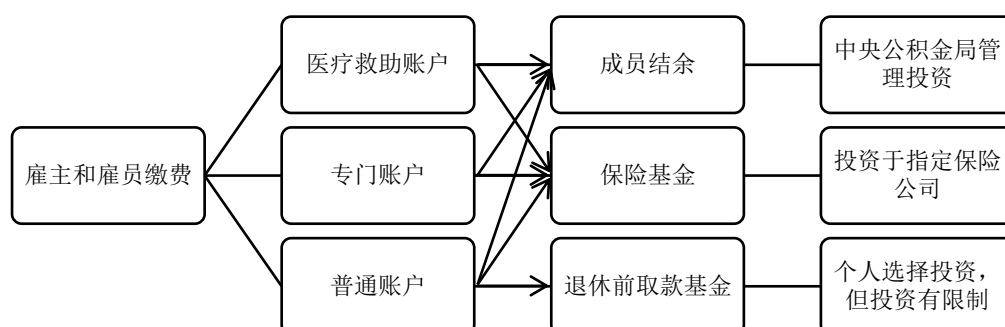 雇主和雇员缴费
医疗救助账户
专门账户
普通账户
成员结余
保险基金
退休前取款基金
中央公积金局管
理投资
投资于指定保险
公司
个人选择投资，
但投资有限制